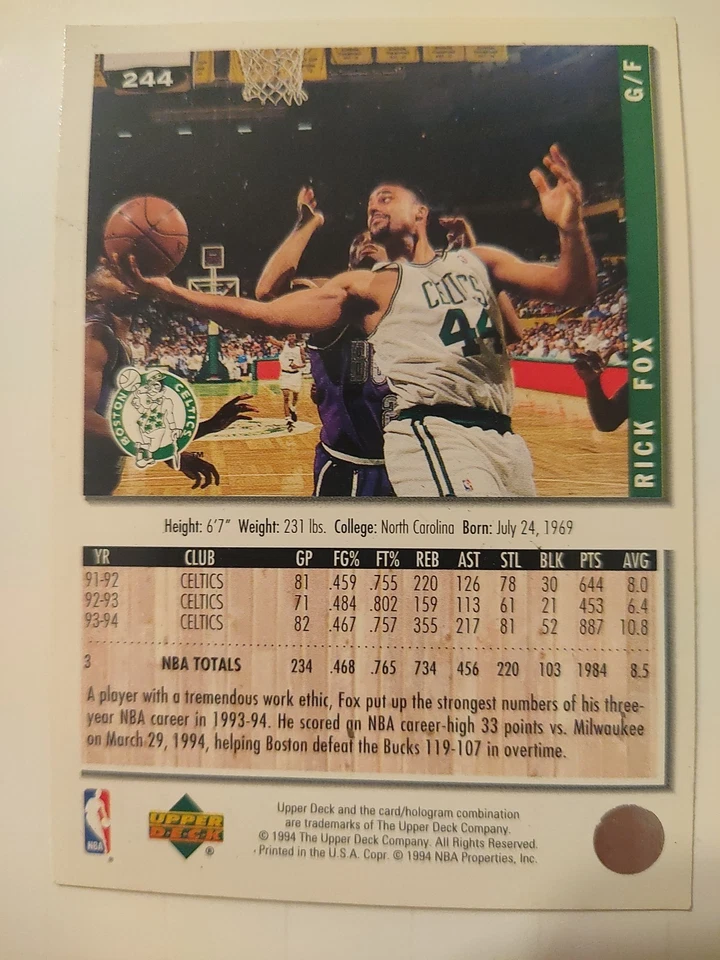 244
G/F
CELTICS
44
BOSTON CELTICS
TM
RICK FOX
Height: 6'7" Weight: 231 lbs. College: North Carolina Born: July 24, 1969
YR CLUB GP FG% FT% REB AST STL BLK PTS AVG
91-92 CELTICS 81 .459 .755 220 126 78 30 644 8.0
92-93 CELTICS 71 .484 .802 159 113 61 21 453 6.4
93-94 CELTICS 82 .467 .757 355 217 81 52 887 10.8
3 NBA TOTALS 234 .468 .765 734 456 220 103 1984 8.5
A player with a tremendous work ethic, Fox put up the strongest numbers of his three-
year NBA career in 1993-94. He scored an NBA career-high 33 points vs. Milwaukee
on March 29, 1994, helping Boston defeat the Bucks 119-107 in overtime.
NBA
®
UPPER
DECK
®
Upper Deck and the card/hologram combination
are trademarks of The Upper Deck Company.
© 1994 The Upper Deck Company. All Rights Reserved.
Printed in the U.S.A. Copr. © 1994 NBA Properties, Inc.